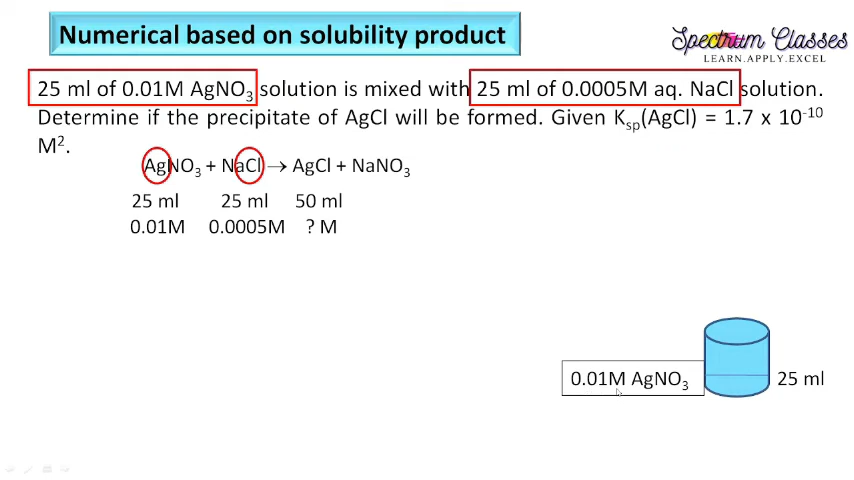 Numerical based on solubility product
Spectrum Classes
LEARN.APPLY.EXCEL
25 ml of 0.01M AgNO₃ solution is mixed with 25 ml of 0.0005M aq. NaCl solution.
Determine if the precipitate of AgCl will be formed. Given Kₛₚ(AgCl) = 1.7 x 10⁻¹⁰
M².
AgNO₃ + NaCl → AgCl + NaNO₃
25 ml 25 ml 50 ml
0.01M 0.0005M ? M
0.01M AgNO₃ 25 ml